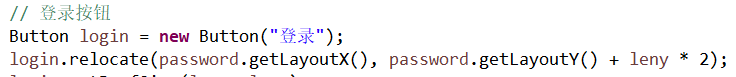 // 登录按钮
Button login = new Button("登录");
login.relocate(password.getLayoutX(), password.getLayoutY() + leny * 2);